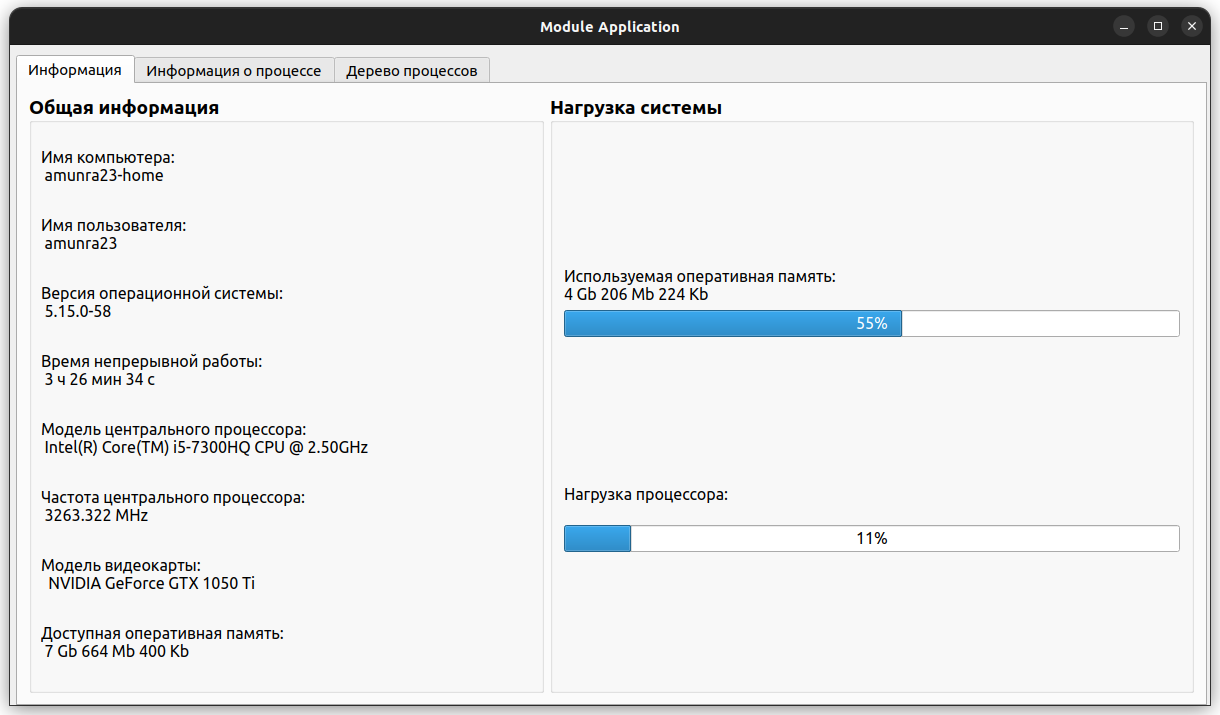 Module Application
Информация Информация о процессе Дерево процессов
Общая информация
Имя компьютера:
amunra23-home
Имя пользователя:
amunra23
Версия операционной системы:
5.15.0-58
Время непрерывной работы:
3 ч 26 мин 34 с
Модель центрального процессора:
Intel(R) Core(TM) i5-7300HQ CPU @ 2.50GHz
Частота центрального процессора:
3263.322 MHz
Модель видеокарты:
NVIDIA GeForce GTX 1050 Ti
Доступная оперативная память:
7 Gb 664 Mb 400 Kb
Нагрузка системы
Используемая оперативная память:
4 Gb 206 Mb 224 Kb
55%
Нагрузка процессора:
11%